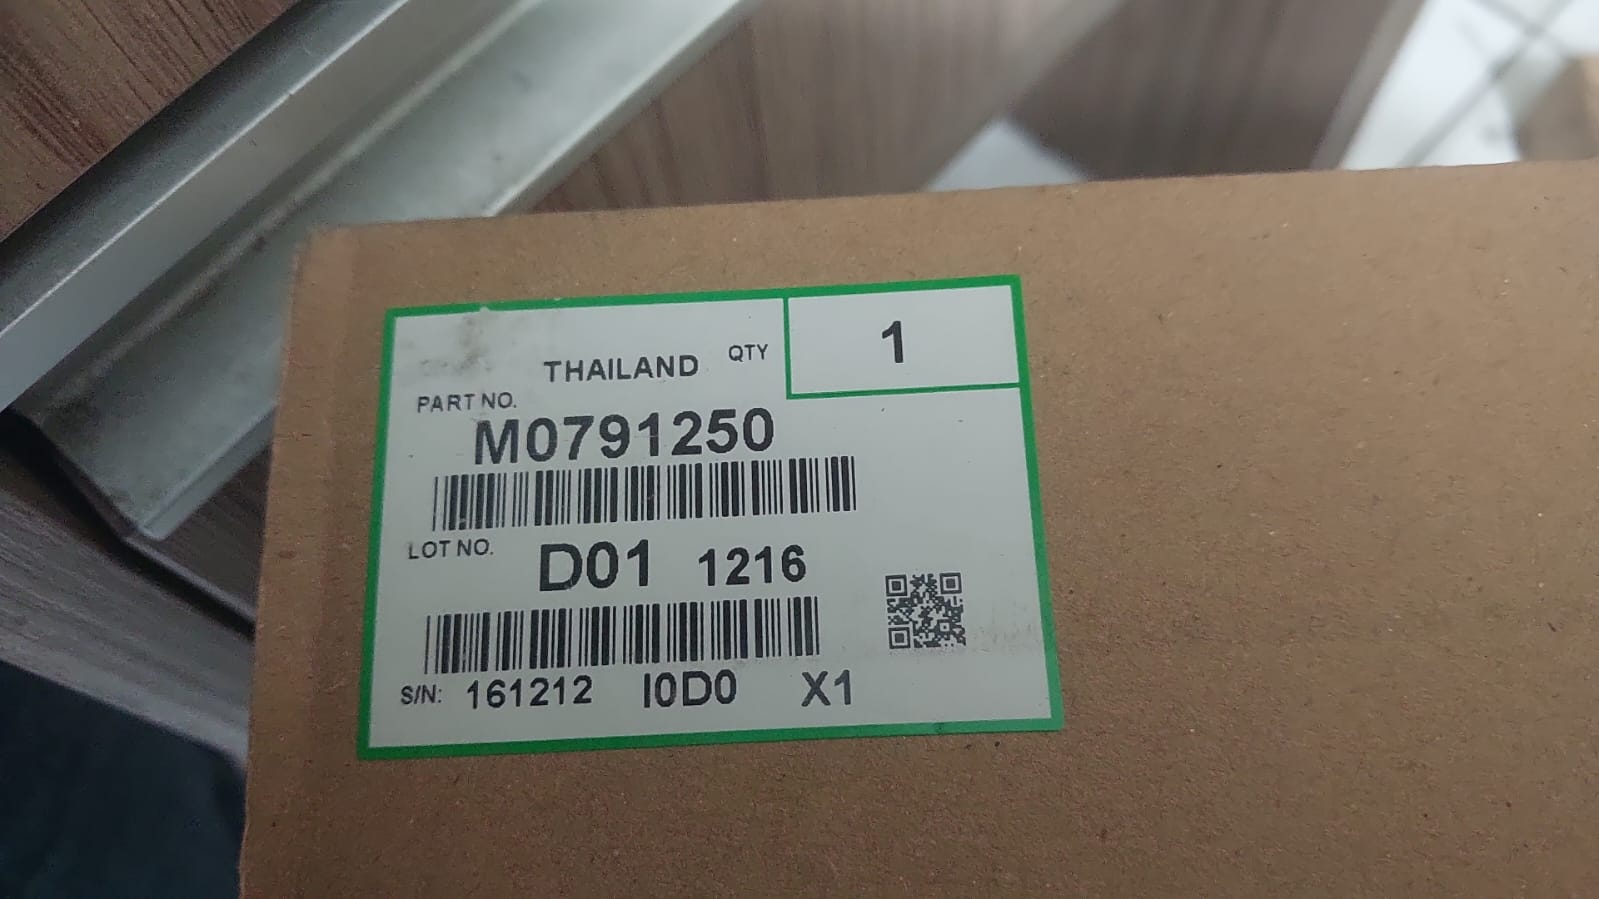 THAILAND QTY 1
PART NO.
M0791250
LOT NO. D01 1216
S/N: 161212 I0D0 X1